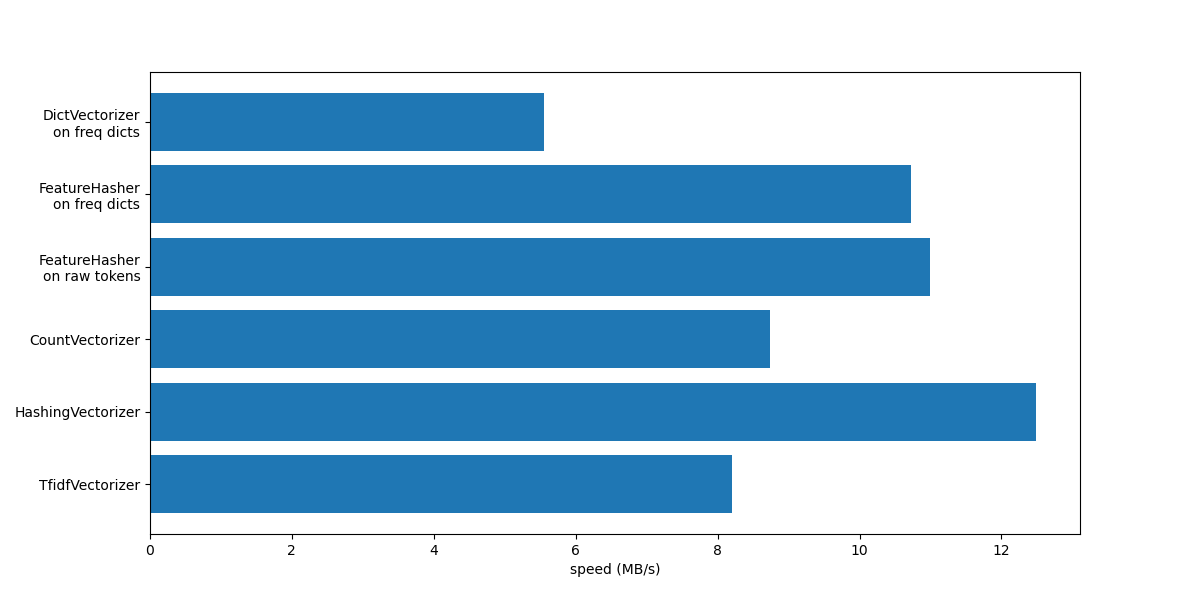 DictVectorizer
on freq dicts
FeatureHasher
on freq dicts
FeatureHasher
on raw tokens
CountVectorizer
HashingVectorizer
TfidfVectorizer
0 2 4 6 8 10 12
speed (MB/s)